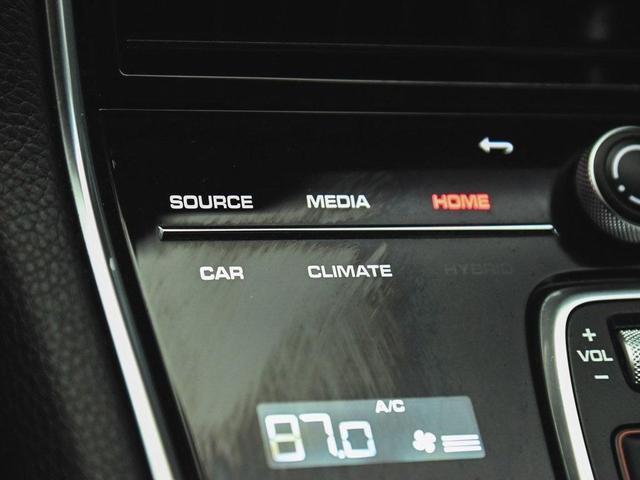 SOURCE MEDIA HOME
CAR CLIMATE HYBRID
+
VOL
−
A/C
87.0